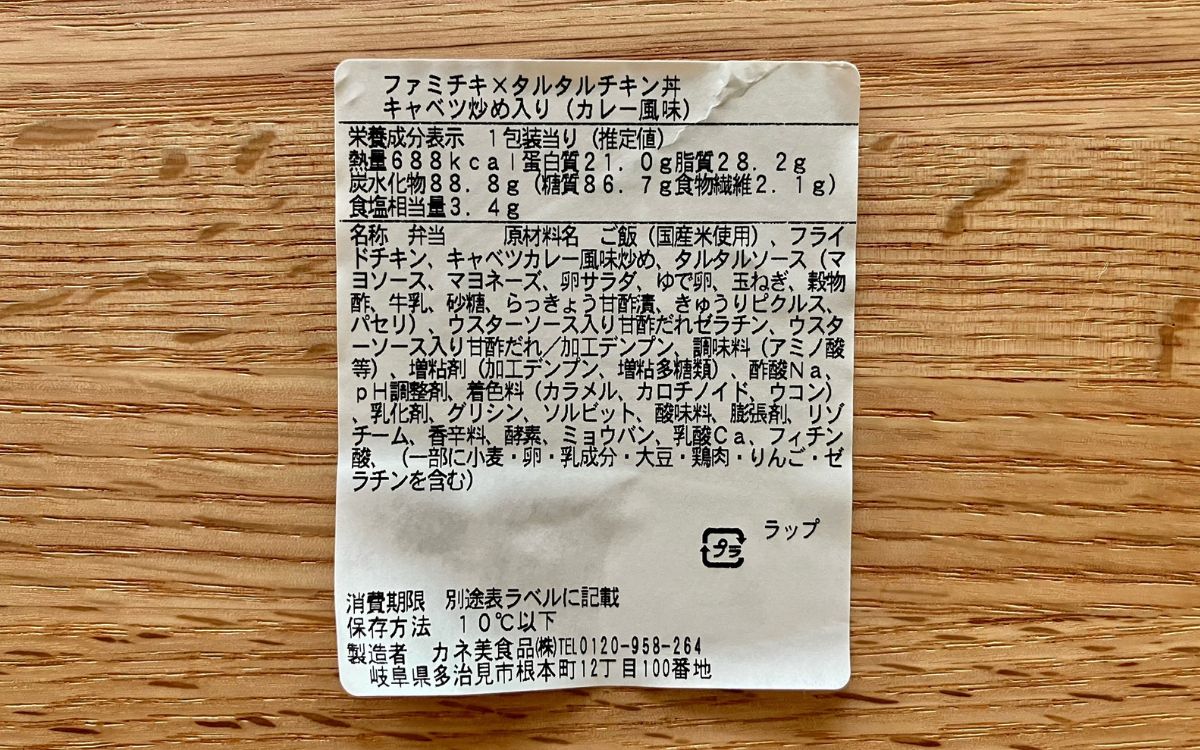 ファミチキ×タルタルチキン丼
キャベツ炒め入り（カレー風味）
栄養成分表示　１包装当り（推定値）
熱量６８８ｋｃａｌ蛋白質２１．０ｇ脂質２８．２ｇ
炭水化物８８．８ｇ（糖質８６．７ｇ食物繊維２．１ｇ）
食塩相当量３．４ｇ
名称　弁当　　　原材料名　ご飯（国産米使用）、フライ
ドチキン、キャベツカレー風味炒め、タルタルソース（マ
ヨソース、マヨネーズ、卵サラダ、ゆで卵、玉ねぎ、穀物
酢、牛乳、砂糖、らっきょう甘酢漬、きゅうりピクルス、
パセリ）、ウスターソース入り甘酢だれゼラチン、ウスタ
ーソース入り甘酢だれ／加工デンプン、調味料（アミノ酸
等）、増粘剤（加工デンプン、増粘多糖類）、酢酸Ｎａ、
ｐＨ調整剤、着色料（カラメル、カロチノイド、ウコン）
、乳化剤、グリシン、ソルビット、酸味料、膨張剤、リゾ
チーム、香辛料、酵素、ミョウバン、乳酸Ｃａ、フィチン
酸、（一部に小麦・卵・乳成分・大豆・鶏肉・りんご・ゼ
ラチンを含む）
プラ　ラップ
消費期限　別途表ラベルに記載
保存方法　１０℃以下
製造者　カネ美食品㈱TEL0120-958-264
岐阜県多治見市根本町12丁目100番地